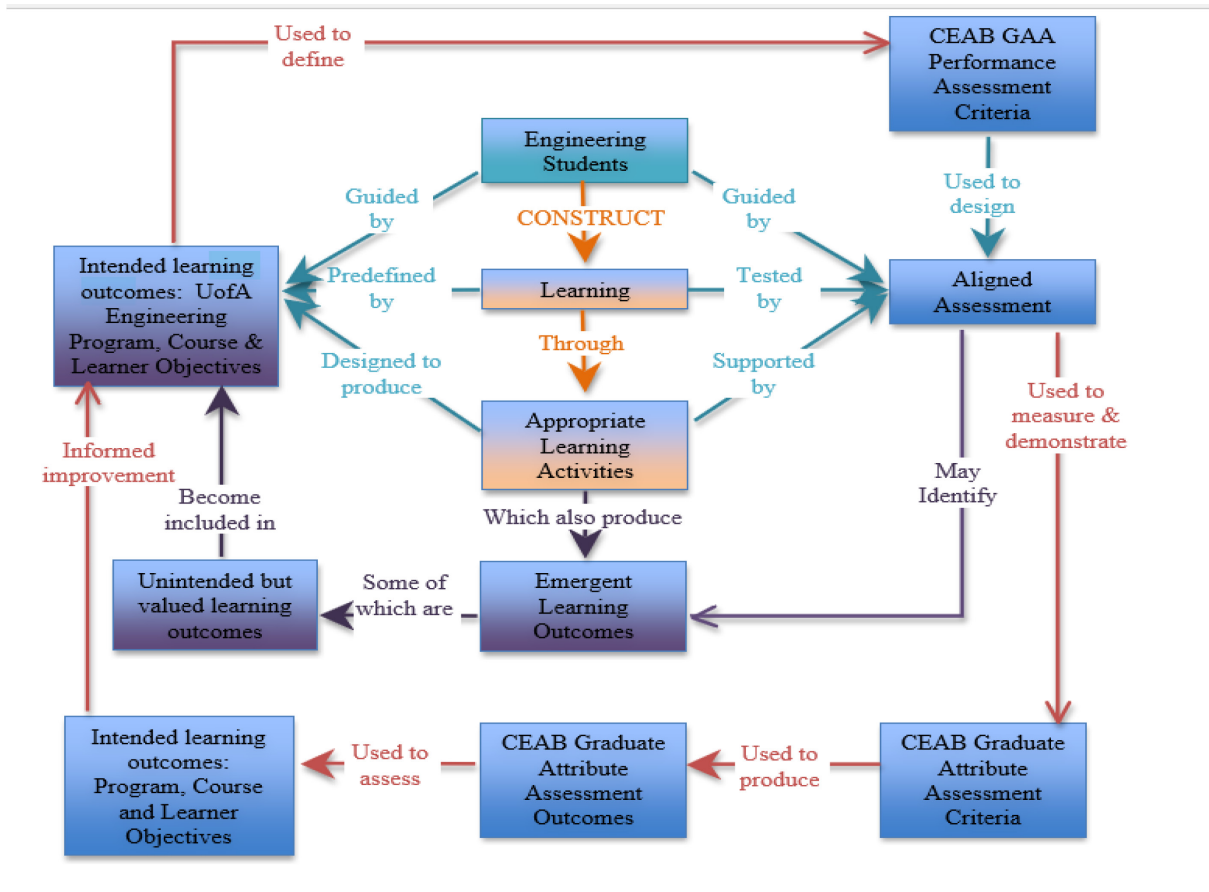 Used to
define
CEAB GAA
Performance
Assessment
Criteria
Engineering
Students
Guided
by
CONSTRUCT
Guided
by
Used to
design
Intended learning
outcomes:  UofA
Engineering
Program, Course &
Learner Objectives
Predefined
by
Learning
Tested
by
Aligned
Assessment
Designed to
produce
Through
Supported
by
Appropriate
Learning
Activities
Used to
measure &
demonstrate
Informed
improvement
Become
included in
Which also produce
May
Identify
Unintended but
valued learning
outcomes
Some of
which are
Emergent
Learning
Outcomes
Intended learning
outcomes:
Program, Course
and Learner
Objectives
Used to
assess
CEAB Graduate
Attribute
Assessment
Outcomes
Used to
produce
CEAB Graduate
Attribute
Assessment
Criteria